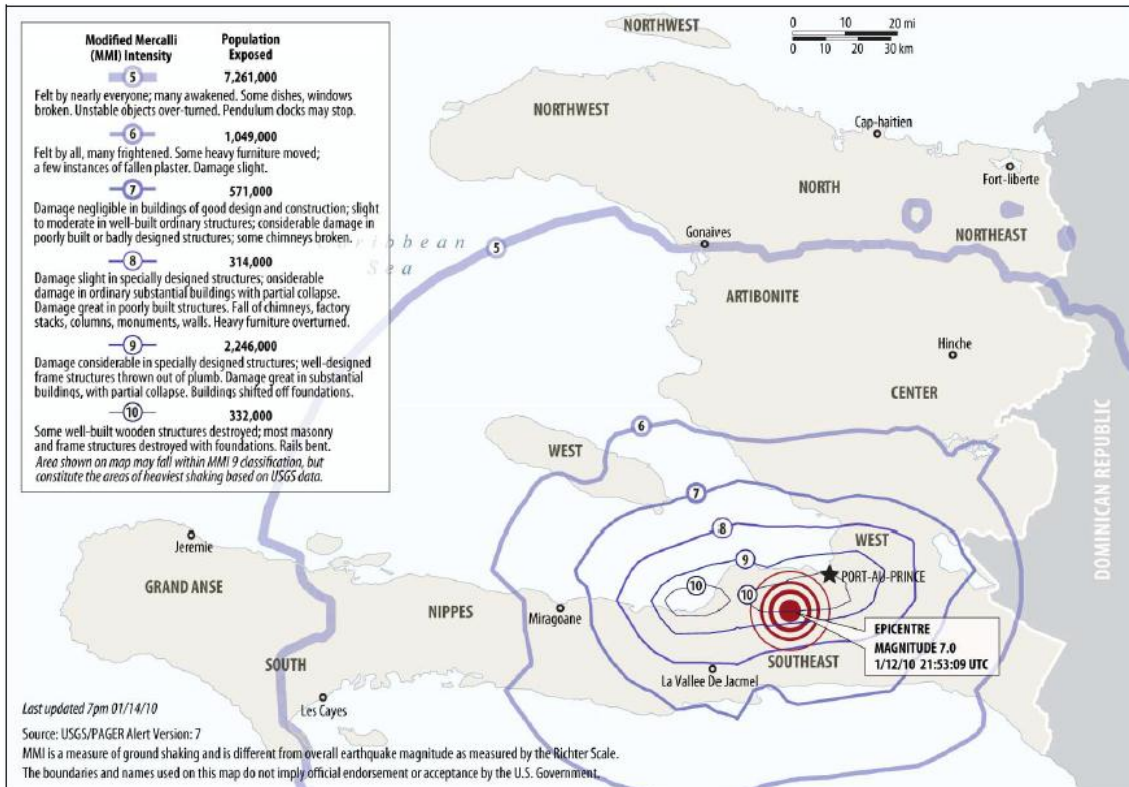 Modified Mercalli
(MMI) Intensity
Population
Exposed
5
7,261,000
Felt by nearly everyone; many awakened. Some dishes, windows
broken. Unstable objects over-turned. Pendulum clocks may stop.
6
1,049,000
Felt by all, many frightened. Some heavy furniture moved;
a few instances of fallen plaster. Damage slight.
7
571,000
Damage negligible in buildings of good design and construction; slight
to moderate in well-built ordinary structures; considerable damage in
poorly built or badly designed structures; some chimneys broken.
8
314,000
Damage slight in specially designed structures; onsiderable
damage in ordinary substantial buildings with partial collapse.
Damage great in poorly built structures. Fall of chimneys, factory
stacks, columns, monuments, walls. Heavy furniture overturned.
9
2,246,000
Damage considerable in specially designed structures; well-designed
frame structures thrown out of plumb. Damage great in substantial
buildings, with partial collapse. Buildings shifted off foundations.
10
332,000
Some well-built wooden structures destroyed; most masonry
and frame structures destroyed with foundations. Rails bent.
Area shown on map may fall within MMI 9 classification, but
constitute the areas of heaviest shaking based on USGS data.
0 10 20 mi
0 10 20 30 km
NORTHWEST
NORTHWEST
Cap-haitien
Fort-liberte
NORTH
NORTHEAST
Gonaives
5
Sea
ARTIBONITE
Hinche
CENTER
DOMINICAN REPUBLIC
6
WEST
7
8
WEST
9
10
10
PORT-AU-PRINCE
Jeremie
GRAND ANSE
NIPPES
Miragoane
EPICENTRE
MAGNITUDE 7.0
1/12/10 21:53:09 UTC
SOUTHEAST
SOUTH
La Vallee De Jacmel
Les Cayes
Last updated 7pm 01/14/10
Source: USGS/PAGER Alert Version: 7
MMI is a measure of ground shaking and is different from overall earthquake magnitude as measured by the Richter Scale.
The boundaries and names used on this map do not imply official endorsement or acceptance by the U.S. Government.